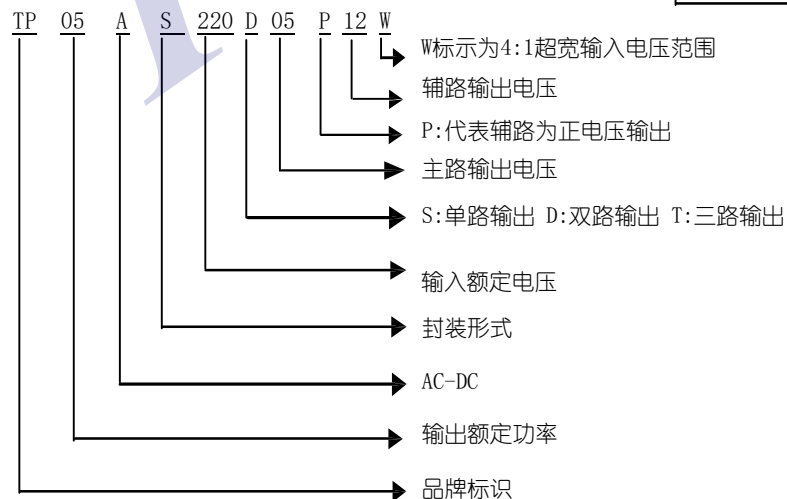 TP 05 A S 220 D 05 P 12 W
W标示为4:1超宽输入电压范围
辅路输出电压
P:代表辅路为正电压输出
主路输出电压
S:单路输出 D:双路输出 T:三路输出
输入额定电压
封装形式
AC-DC
输出额定功率
品牌标识